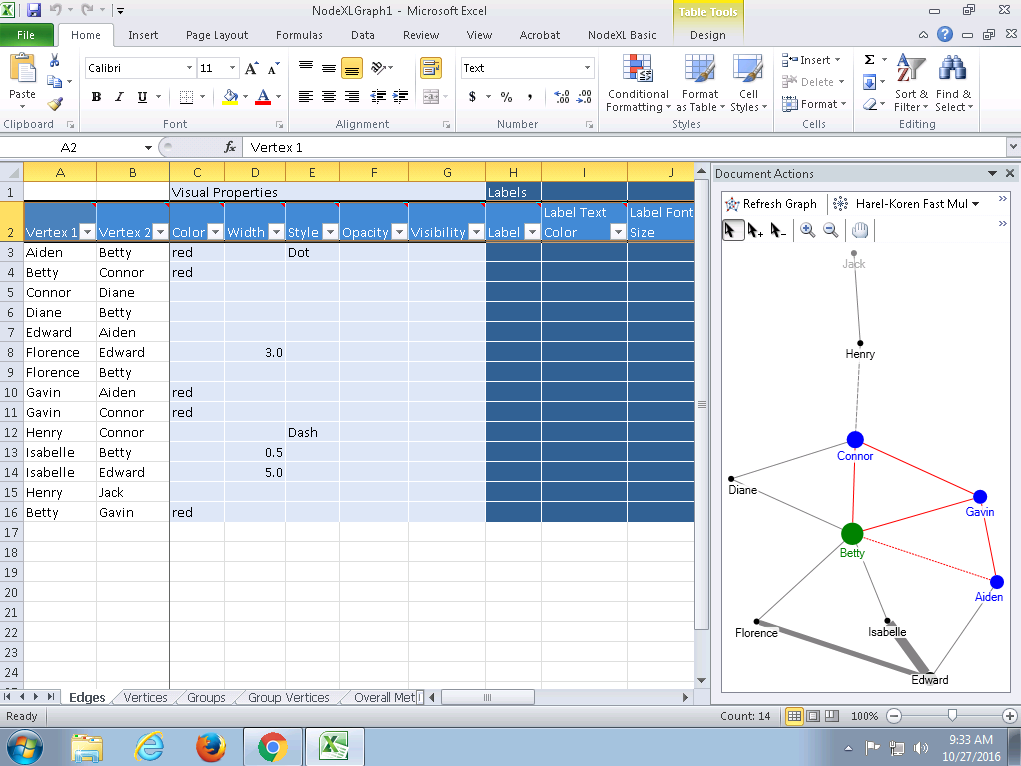 NodeXLGraph1 - Microsoft Excel
Table Tools
File Home Insert Page Layout Formulas Data Review View Acrobat NodeXL Basic Design
Paste
Calibri 11
B I U A
Text
$ % ,
Conditional Formatting
Format as Table
Cell Styles
Insert
Delete
Format
Σ
Sort & Filter
Find & Select
Clipboard Font Alignment Number Styles Cells Editing
A2 fx Vertex 1
A B C D E F G H I J
1 Visual Properties Labels
2 Vertex 1 Vertex 2 Color Width Style Opacity Visibility Label Label Text Color Label Font Size
3 Aiden Betty red Dot
4 Betty Connor red
5 Connor Diane
6 Diane Betty
7 Edward Aiden
8 Florence Edward 3.0
9 Florence Betty
10 Gavin Aiden red
11 Gavin Connor red
12 Henry Connor Dash
13 Isabelle Betty 0.5
14 Isabelle Edward 5.0
15 Henry Jack
16 Betty Gavin red
17
18
19
20
21
22
23
24
Document Actions
Refresh Graph Harel-Koren Fast Mul
Jack
Henry
Connor
Diane
Gavin
Betty
Aiden
Florence
Isabelle
Edward
Edges Vertices Groups Group Vertices Overall Met
Ready Count: 14 100%
9:33 AM
10/27/2016